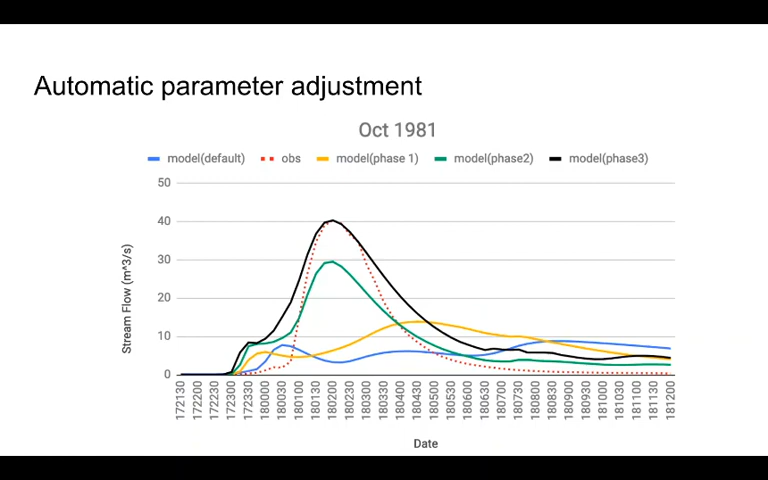 Automatic parameter adjustment
Oct 1981
model(default) obs model(phase 1) model(phase2) model(phase3)
Stream Flow (m^3/s)
50
40
30
20
10
0
172130 172200 172230 172300 172330 180000 180030 180100 180130 180200 180230 180300 180330 180400 180430 180500 180530 180600 180630 180700 180730 180800 180830 180900 180930 181000 181030 181100 181130 181200
Date